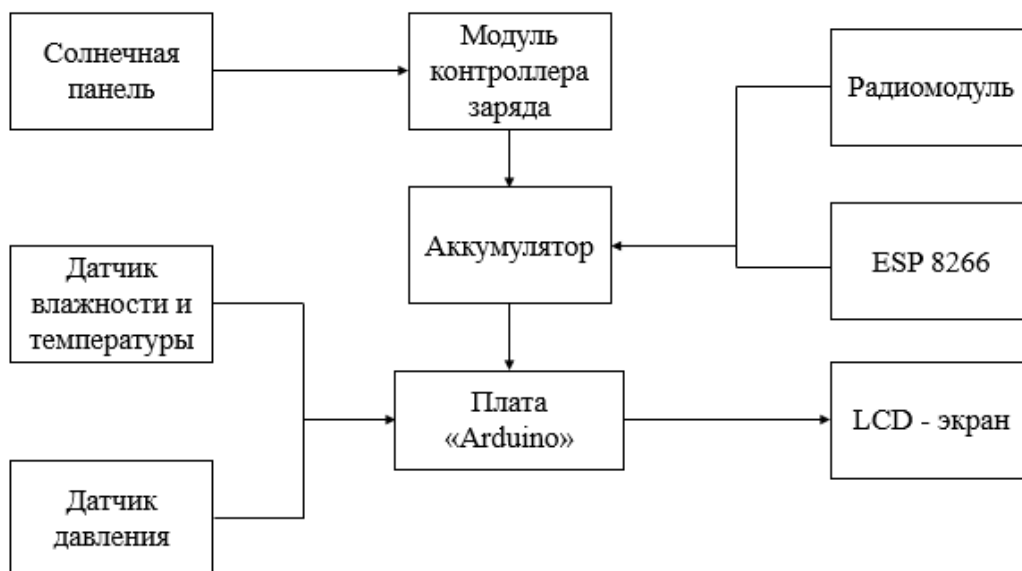 Солнечная
панель
Модуль
контроллера
заряда
Радиомодуль
Аккумулятор
ESP 8266
Датчик
влажности и
температуры
Плата
«Arduino»
LCD - экран
Датчик
давления